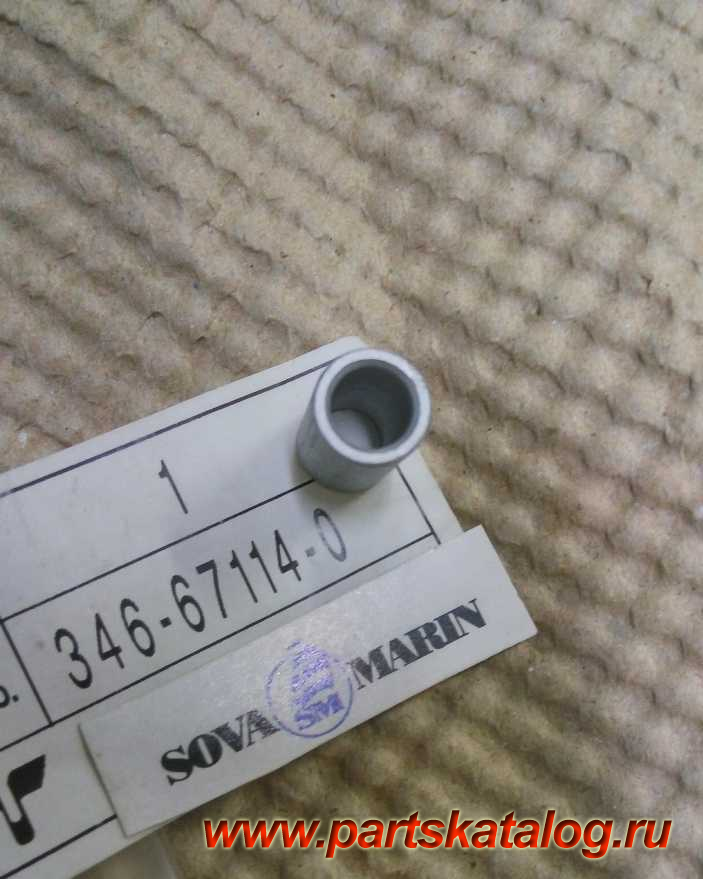 1
346-67114-0
SOVA MARIN
SM
www.partskatalog.ru